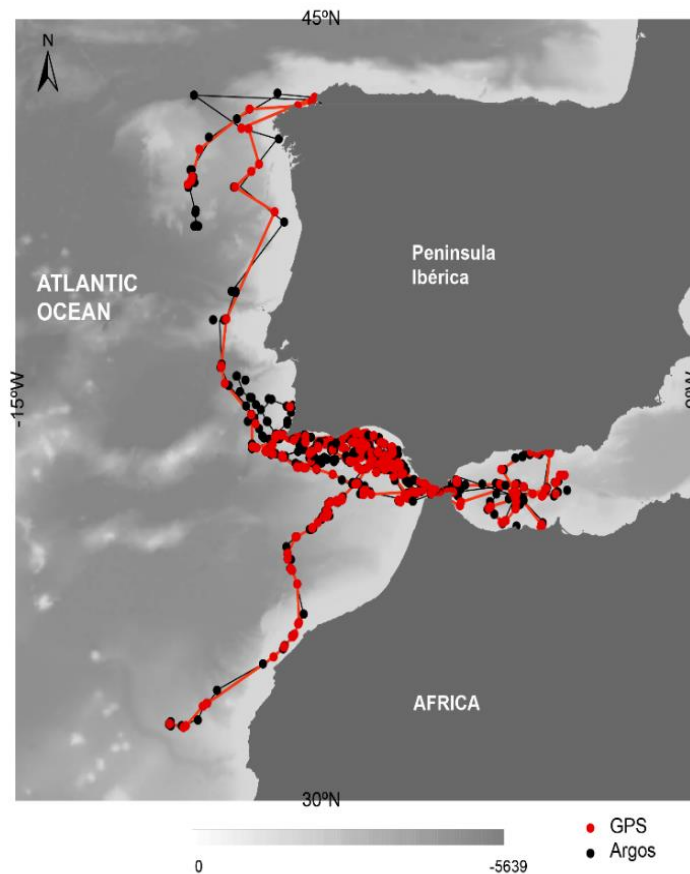 45ºN
N
Peninsula
Ibérica
ATLANTIC
OCEAN
-15ºW
AFRICA
30ºN
GPS
Argos
0
-5639